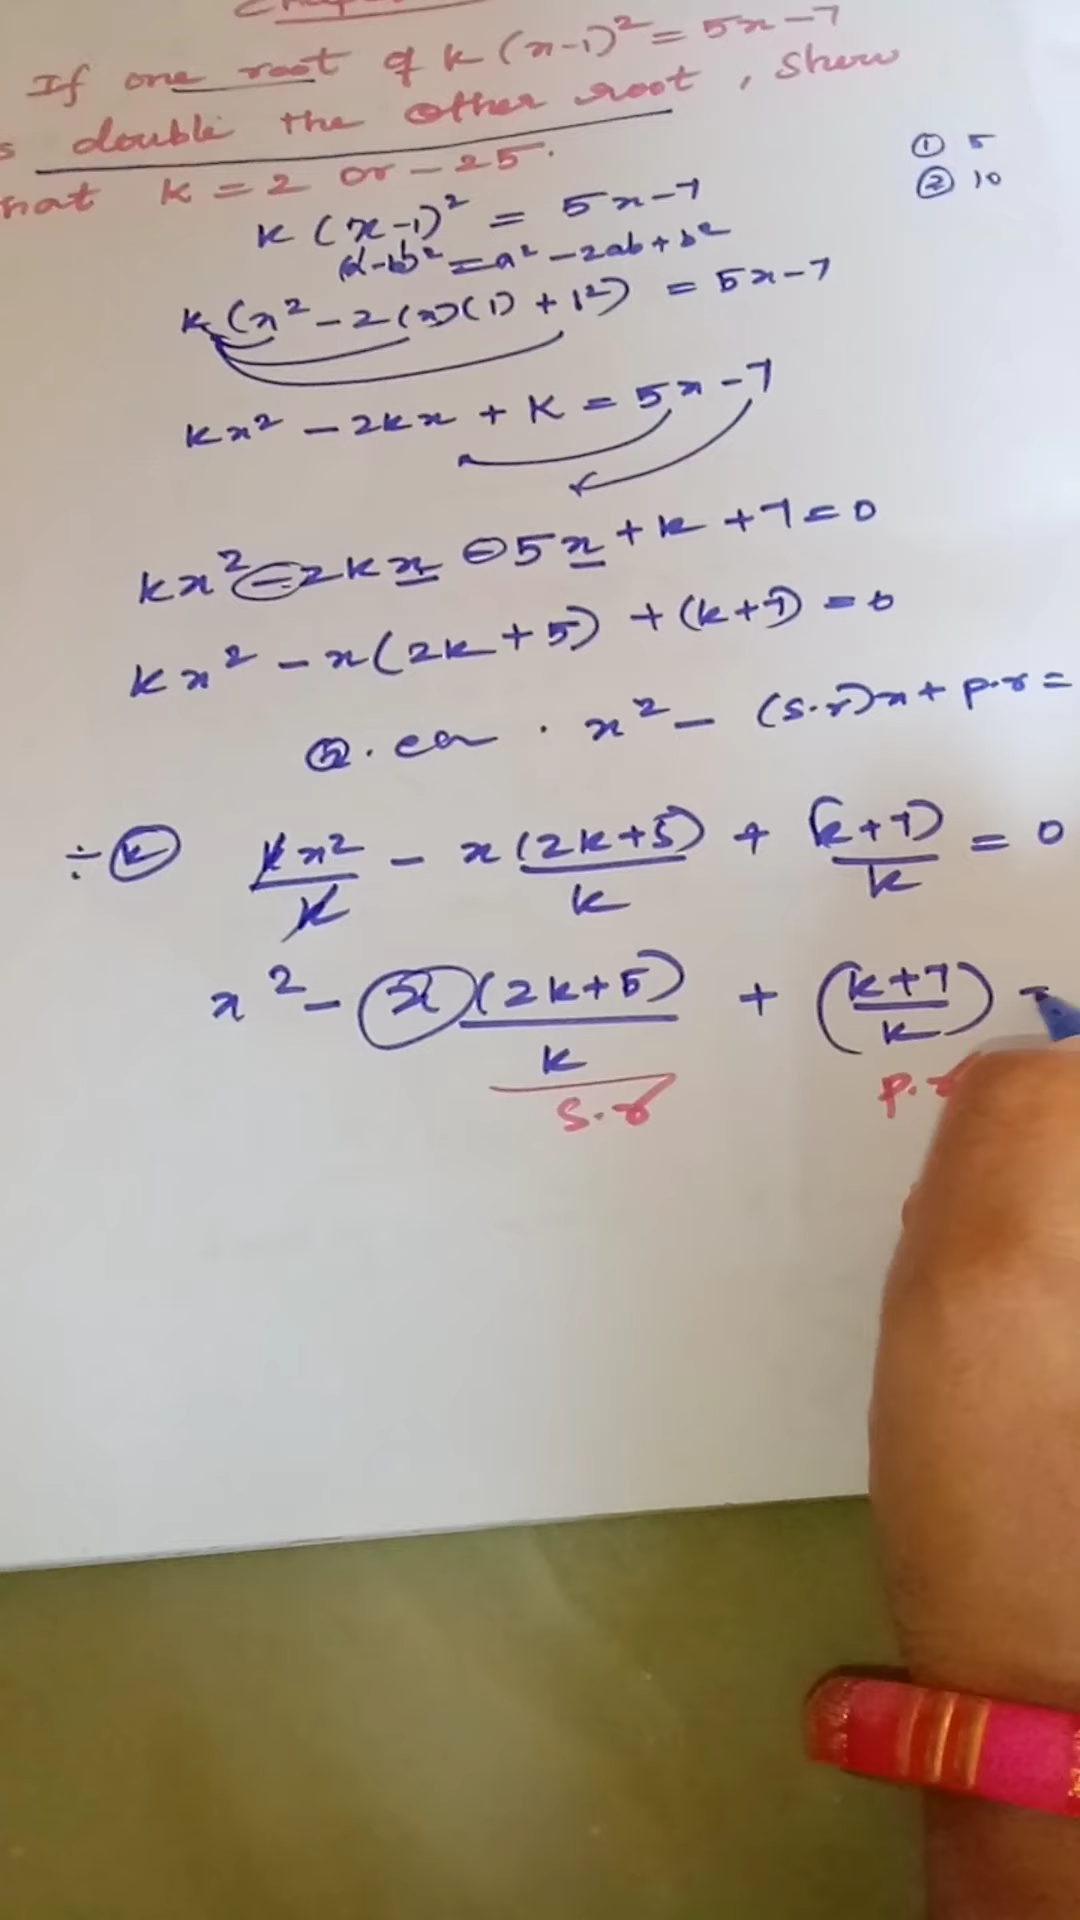 If one root of k (x-1)² = 5x-7
s double the other root, show
hat k = 2 or -25.
① 5
② 10
k (x-1)² = 5x-7
(a-b)² = a² - 2ab + b²
k (x² - 2(x)(1) + 1²) = 5x-7
kx² - 2kx + k = 5x-7
kx² - 2kx - 5x + k + 7 = 0
kx² - x(2k+5) + (k+7) = 0
x² - (s.r)x + p.r =
÷ k kx²/k - x(2k+5)/k + (k+7)/k = 0
x² - x(2k+5)/k + (k+7/k) =
s.r p.r